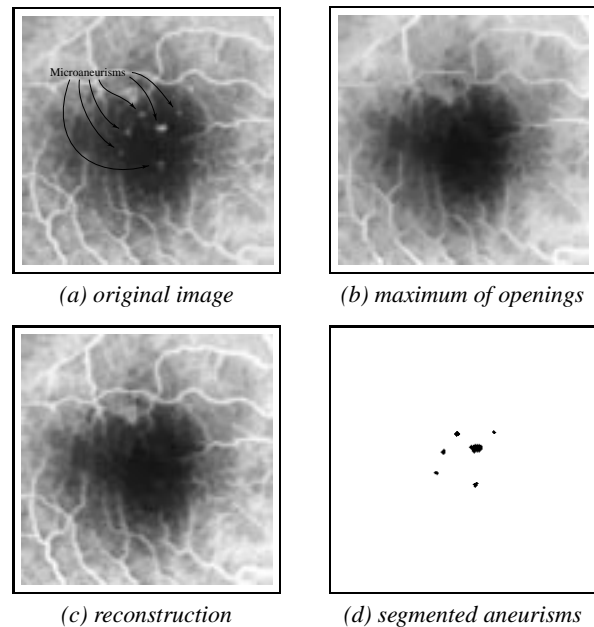 Microaneurisms
(a) original image
(b) maximum of openings
(c) reconstruction
(d) segmented aneurisms